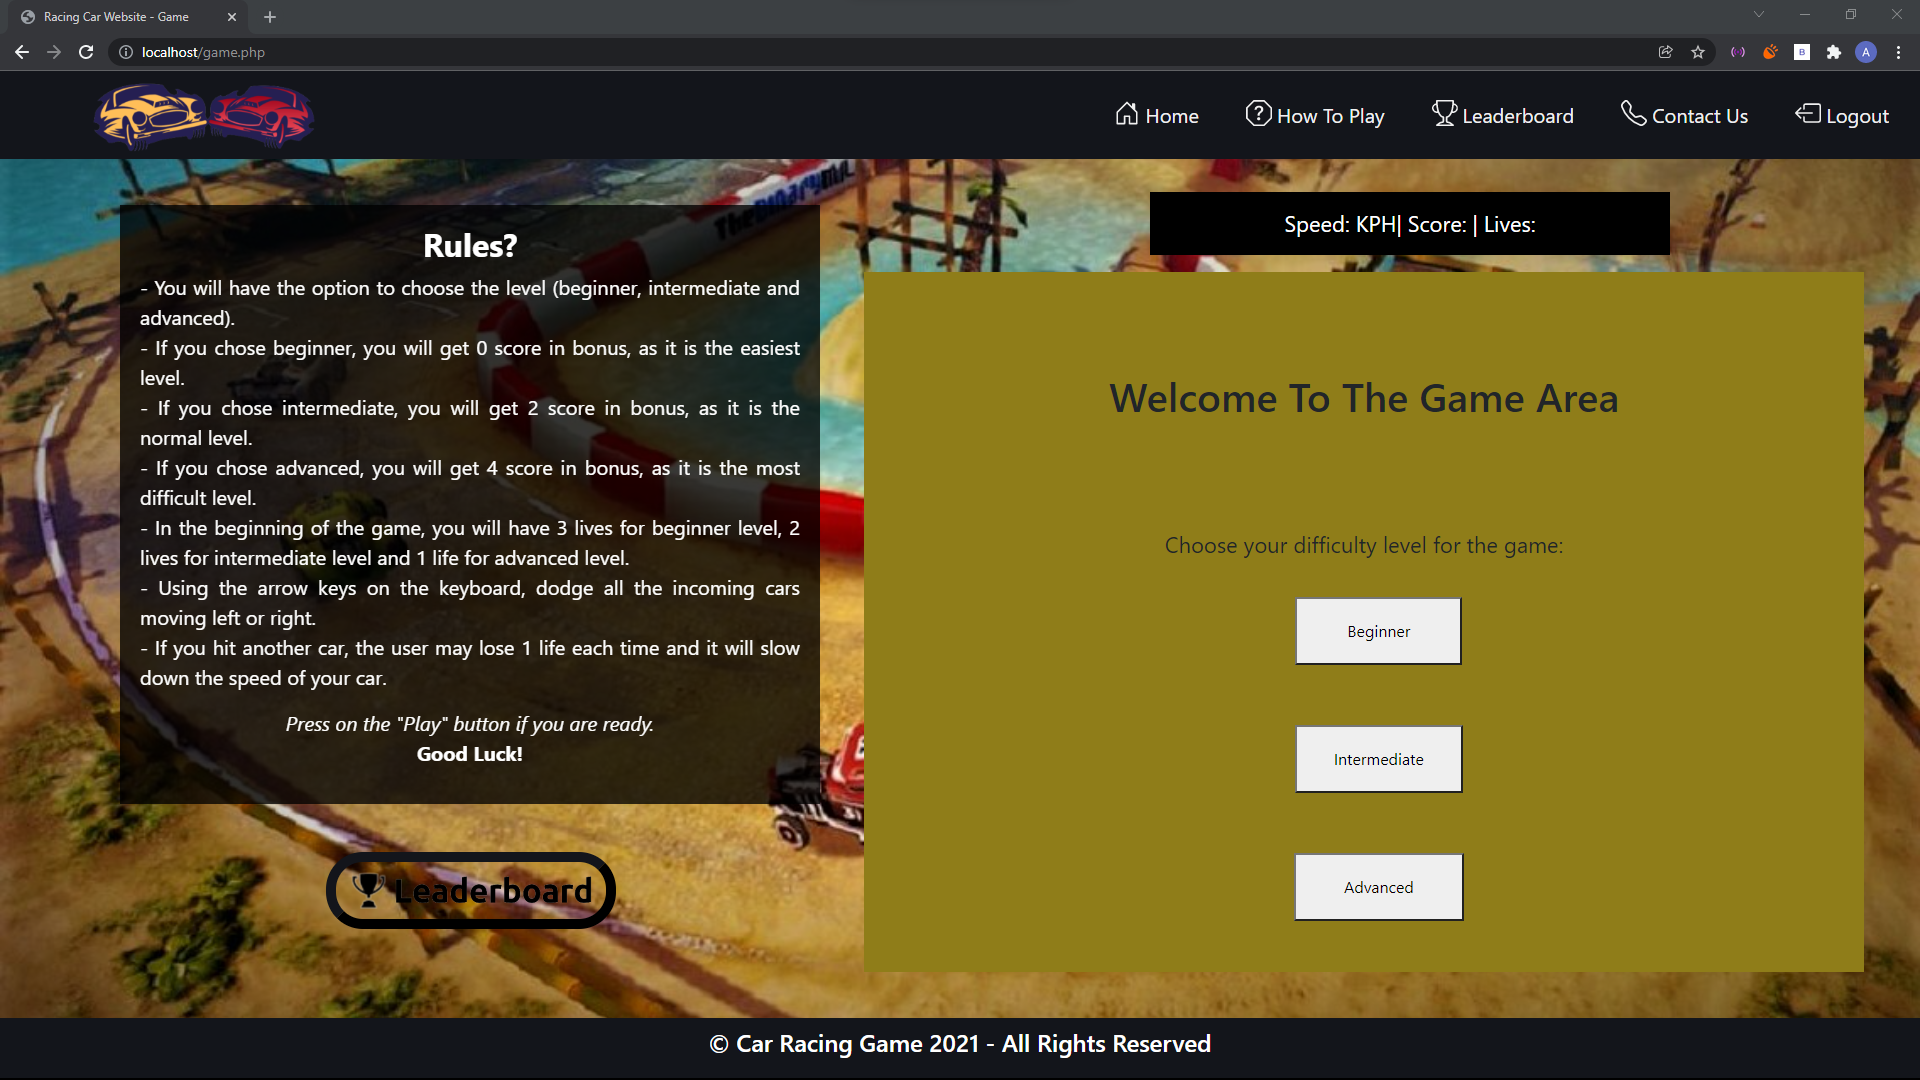 Racing Car Website - Game
localhost/game.php
B
A
Home
How To Play
Leaderboard
Contact Us
Logout
Rules?
- You will have the option to choose the level (beginner, intermediate and
advanced).
- If you chose beginner, you will get 0 score in bonus, as it is the easiest
level.
- If you chose intermediate, you will get 2 score in bonus, as it is the
normal level.
- If you chose advanced, you will get 4 score in bonus, as it is the most
difficult level.
- In the beginning of the game, you will have 3 lives for beginner level, 2
lives for intermediate level and 1 life for advanced level.
- Using the arrow keys on the keyboard, dodge all the incoming cars
moving left or right.
- If you hit another car, the user may lose 1 life each time and it will slow
down the speed of your car.
Press on the "Play" button if you are ready.
Good Luck!
Leaderboard
Speed: KPH| Score: | Lives:
Welcome To The Game Area
Choose your difficulty level for the game:
Beginner
Intermediate
Advanced
© Car Racing Game 2021 - All Rights Reserved